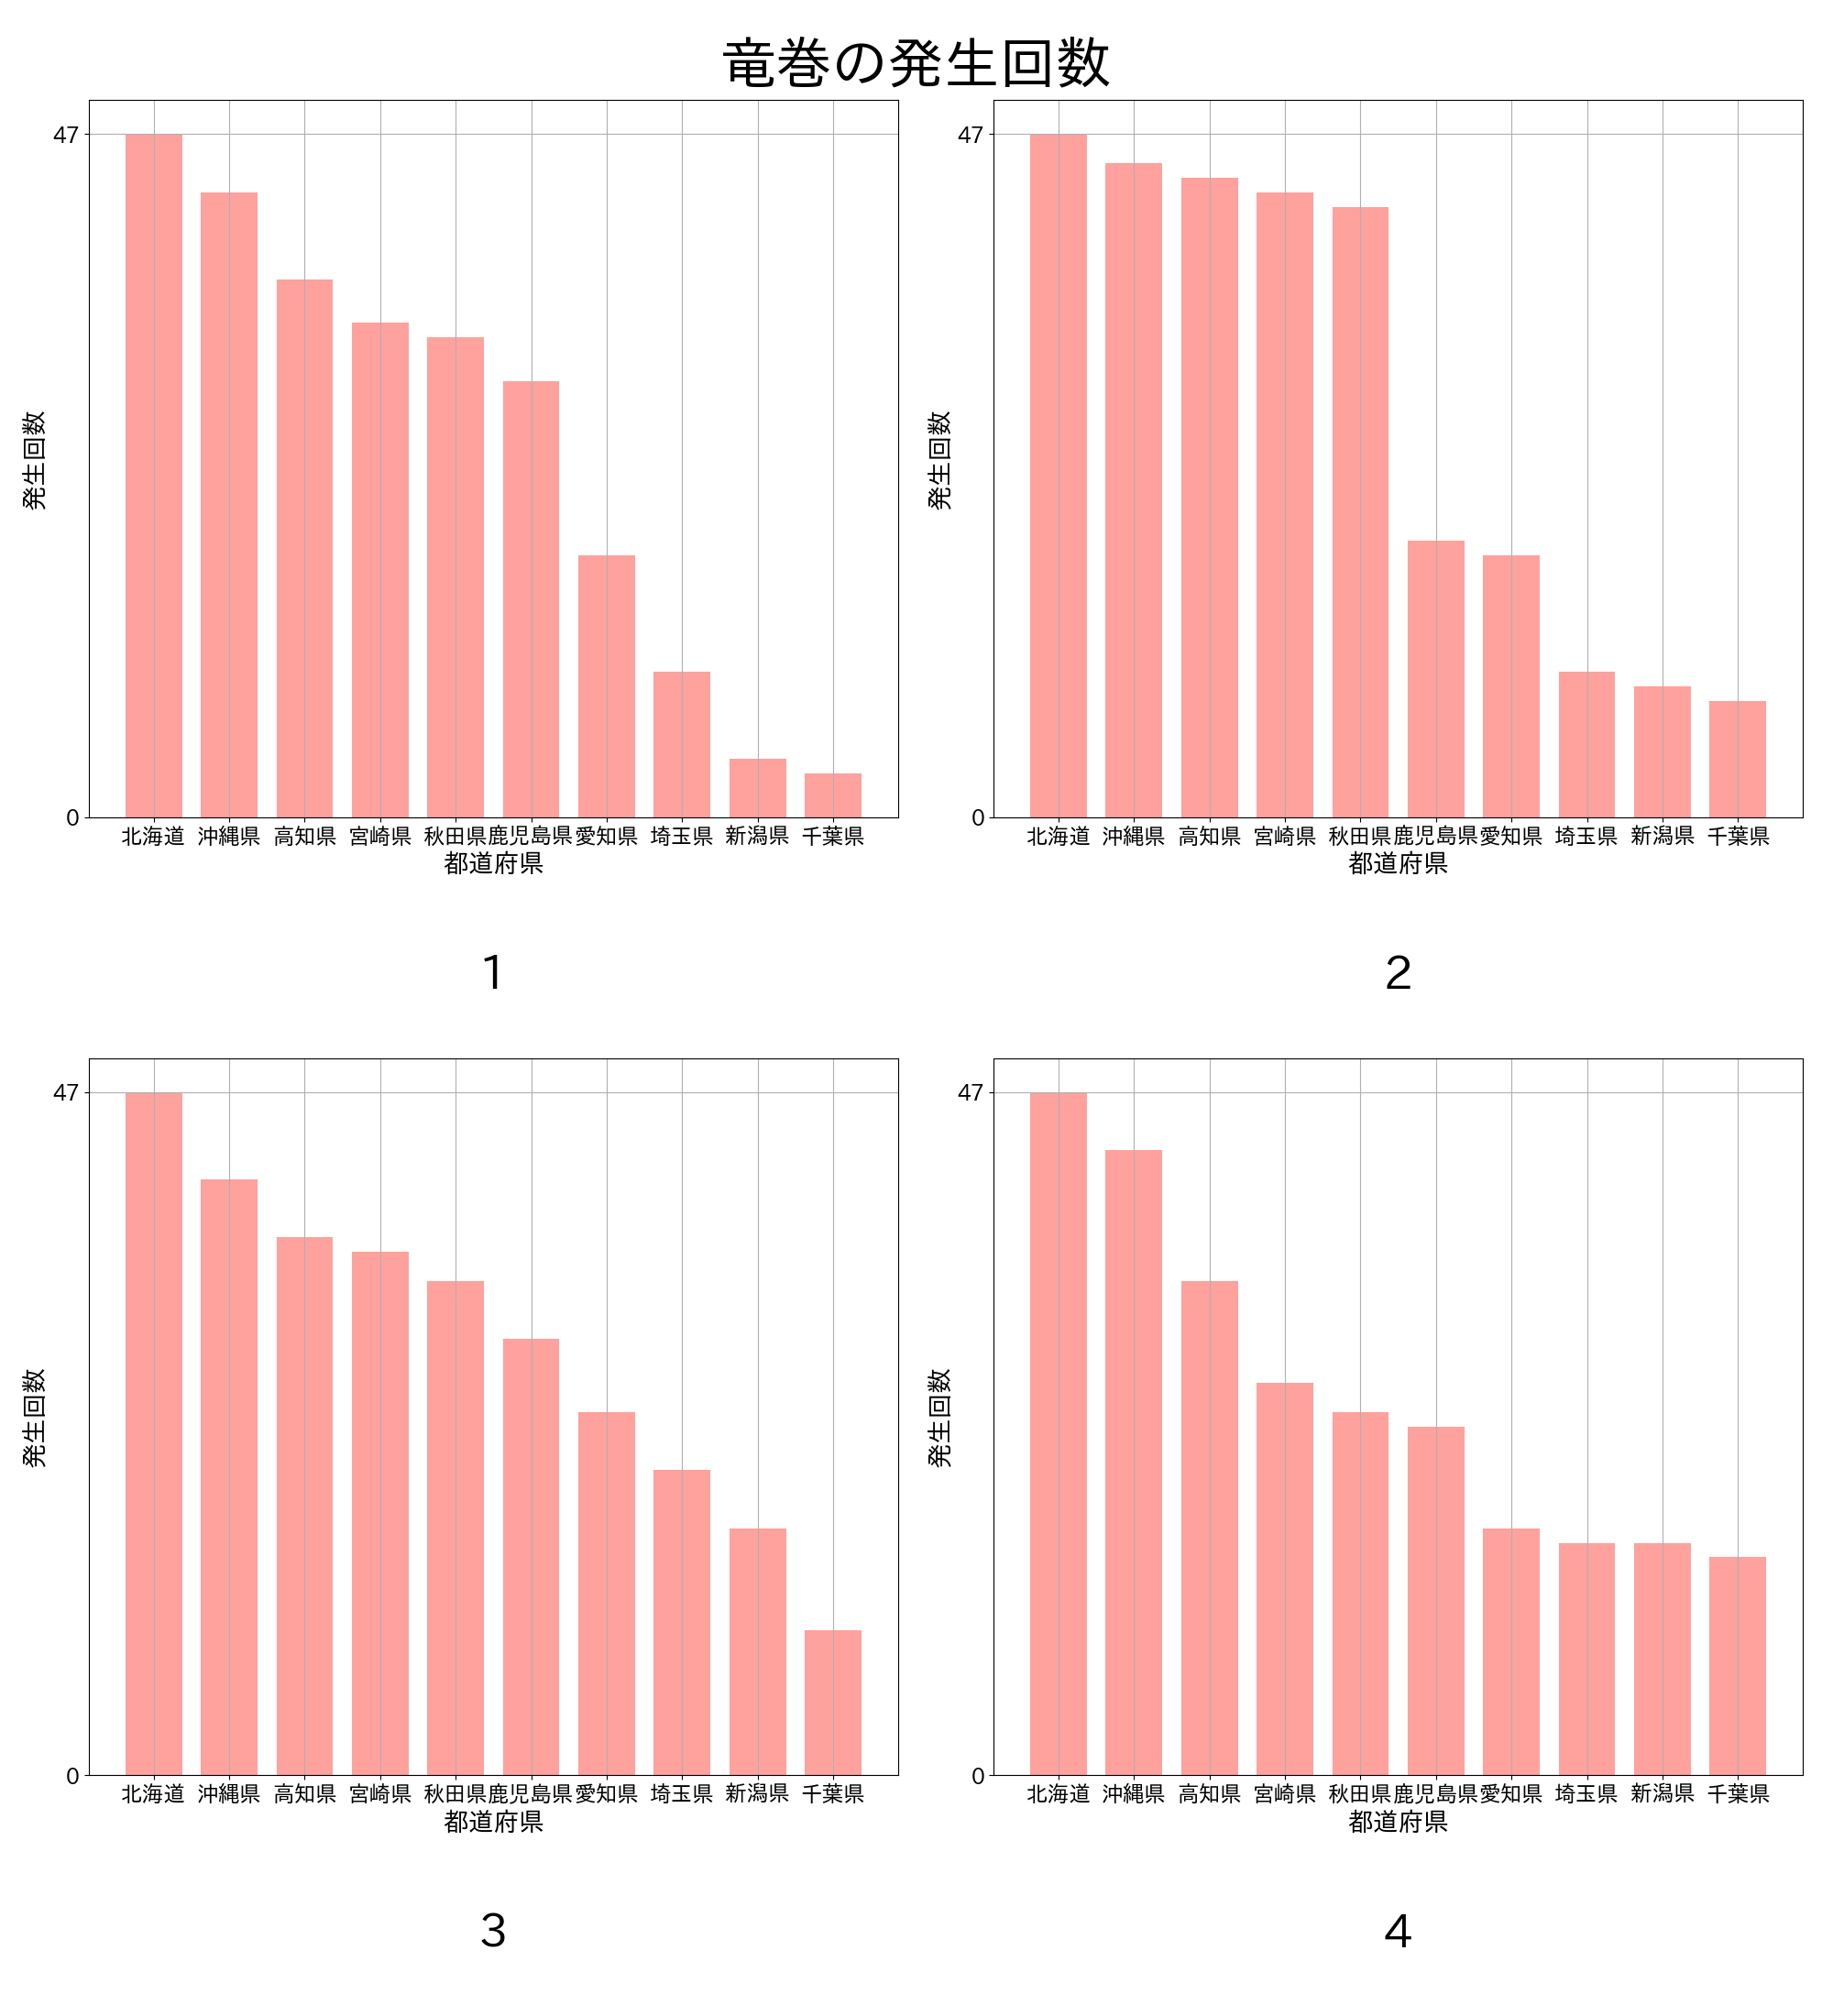 竜巻の発生回数
47
0
発生回数
北海道 沖縄県 高知県 宮崎県 秋田県 鹿児島県 愛知県 埼玉県 新潟県 千葉県
都道府県
1
47
0
発生回数
北海道 沖縄県 高知県 宮崎県 秋田県 鹿児島県 愛知県 埼玉県 新潟県 千葉県
都道府県
2
47
0
発生回数
北海道 沖縄県 高知県 宮崎県 秋田県 鹿児島県 愛知県 埼玉県 新潟県 千葉県
都道府県
3
47
0
発生回数
北海道 沖縄県 高知県 宮崎県 秋田県 鹿児島県 愛知県 埼玉県 新潟県 千葉県
都道府県
4